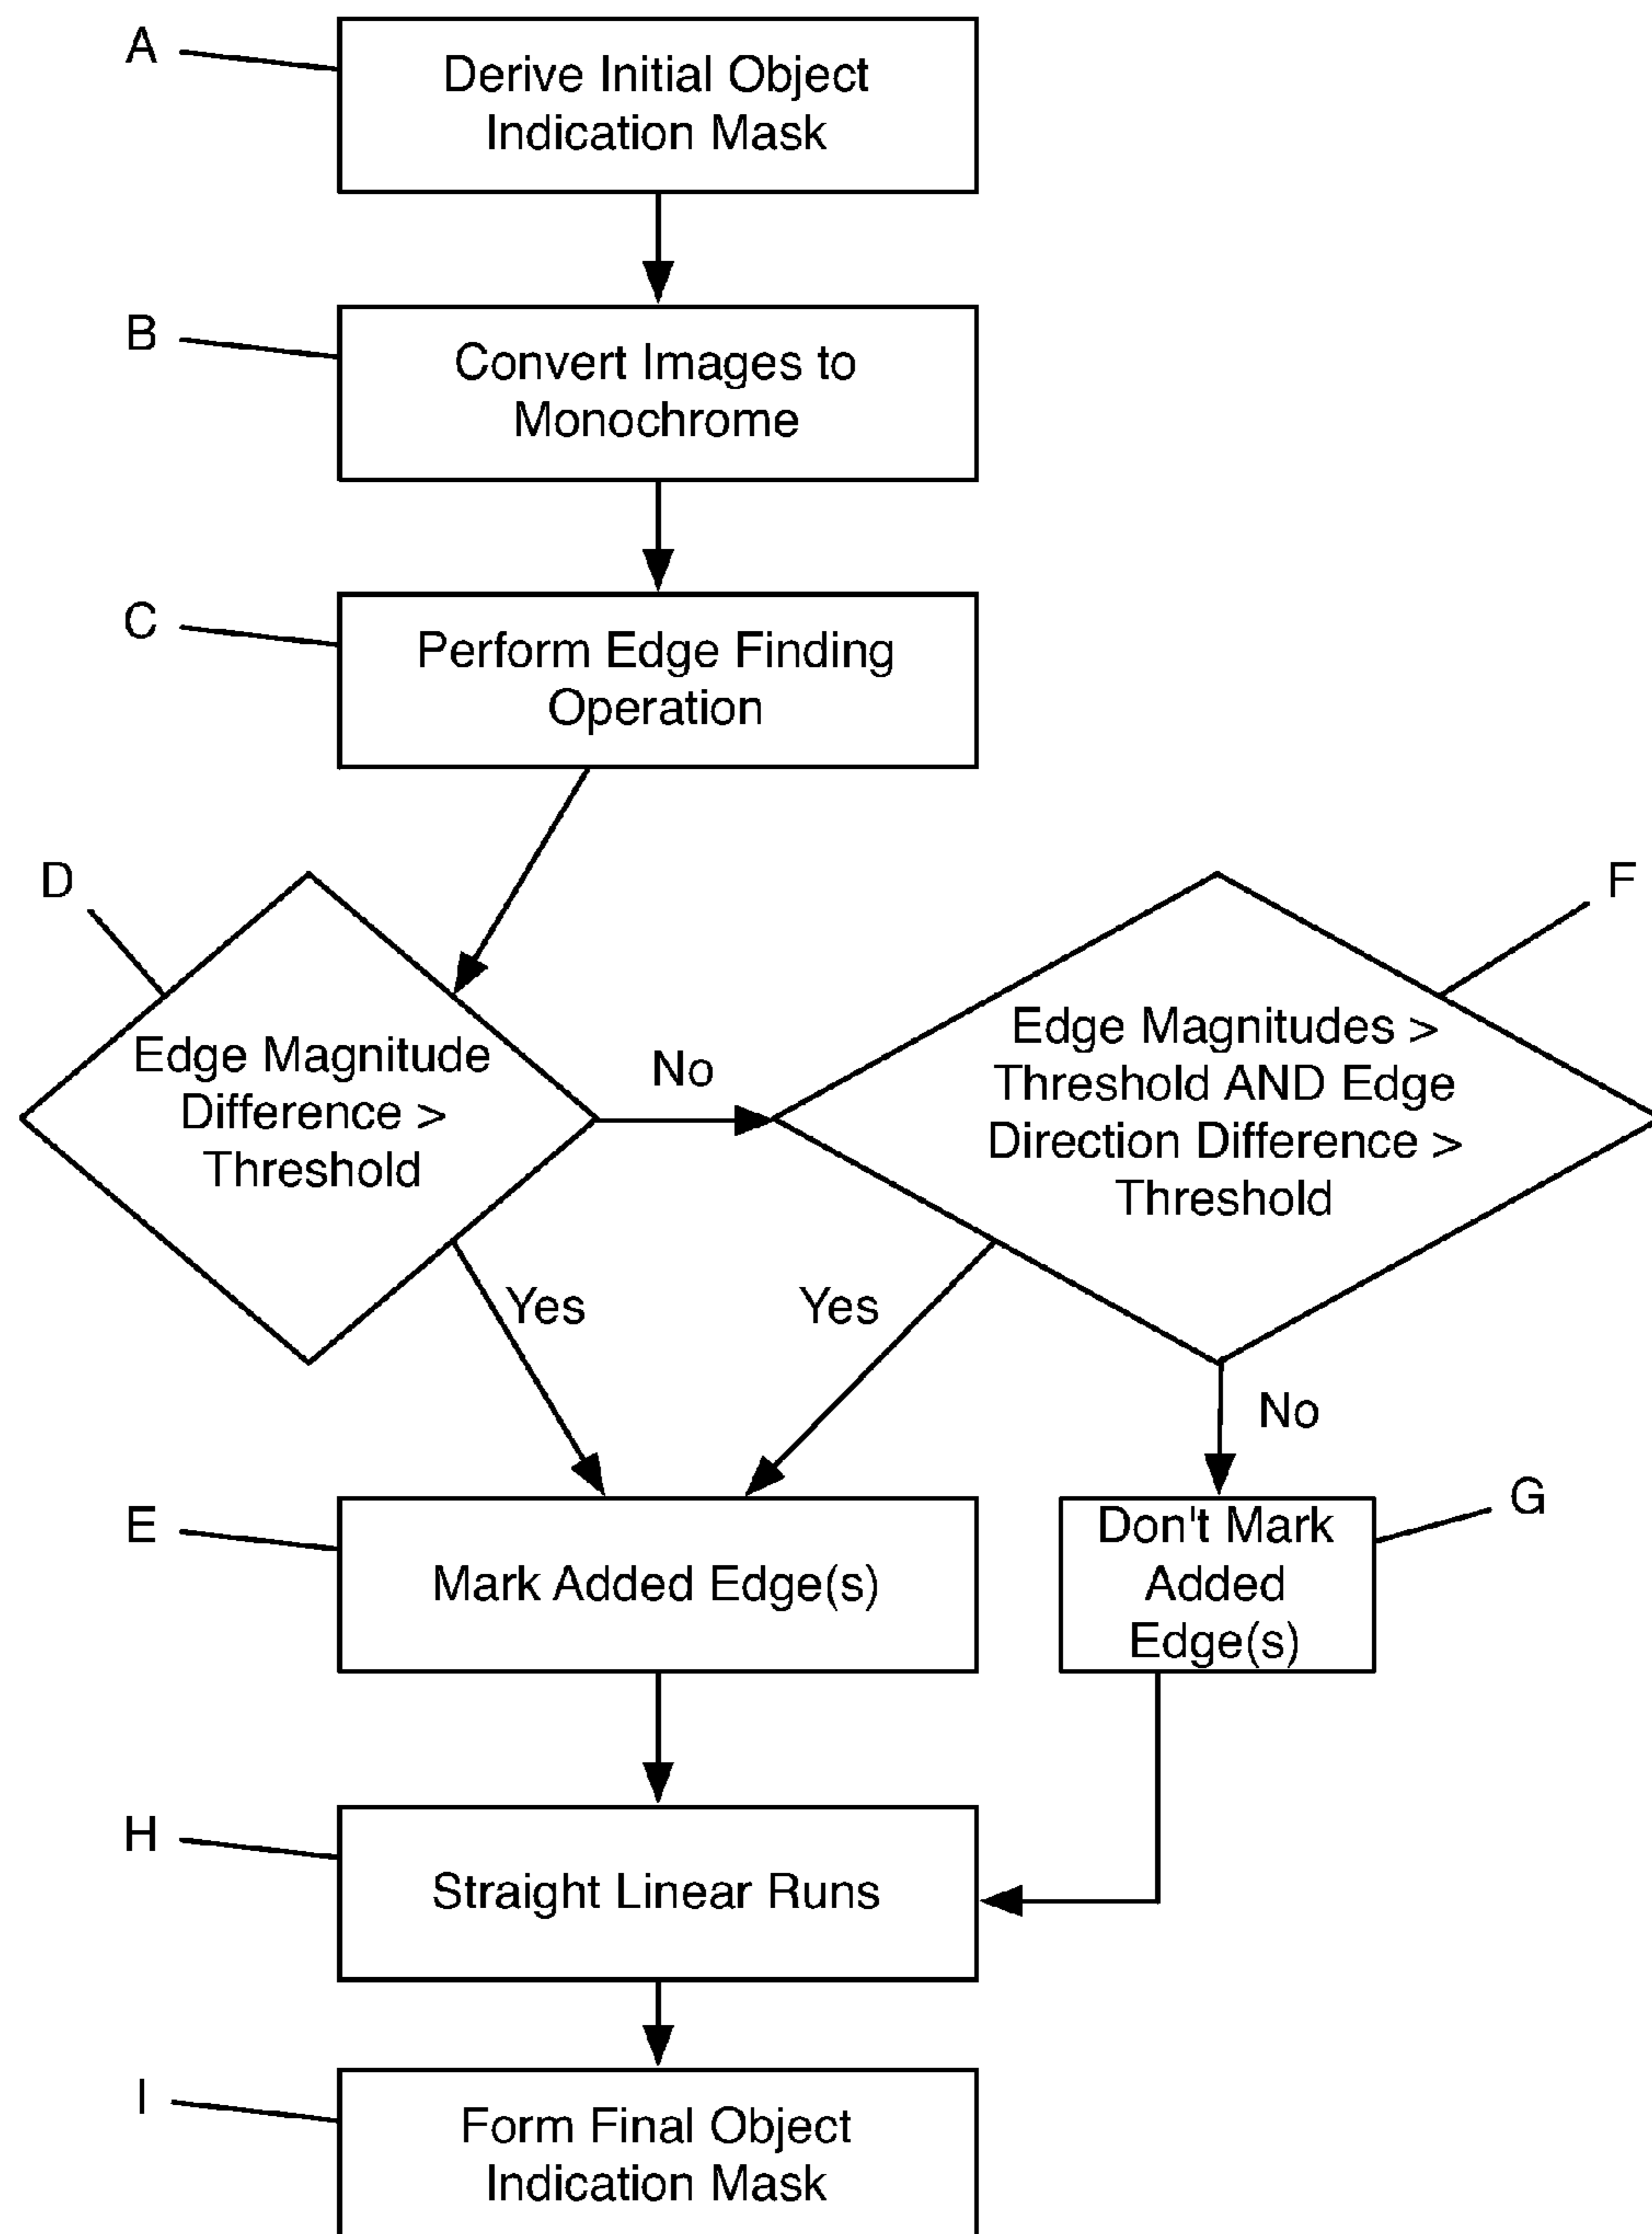 A
Derive Initial Object
Indication Mask
B
Convert Images to
Monochrome
C
Perform Edge Finding
Operation
D
Edge Magnitude
Difference >
Threshold
No
F
Edge Magnitudes >
Threshold AND Edge
Direction Difference >
Threshold
Yes
Yes
No
E
Mark Added Edge(s)
G
Don't Mark
Added
Edge(s)
H
Straight Linear Runs
I
Form Final Object
Indication Mask